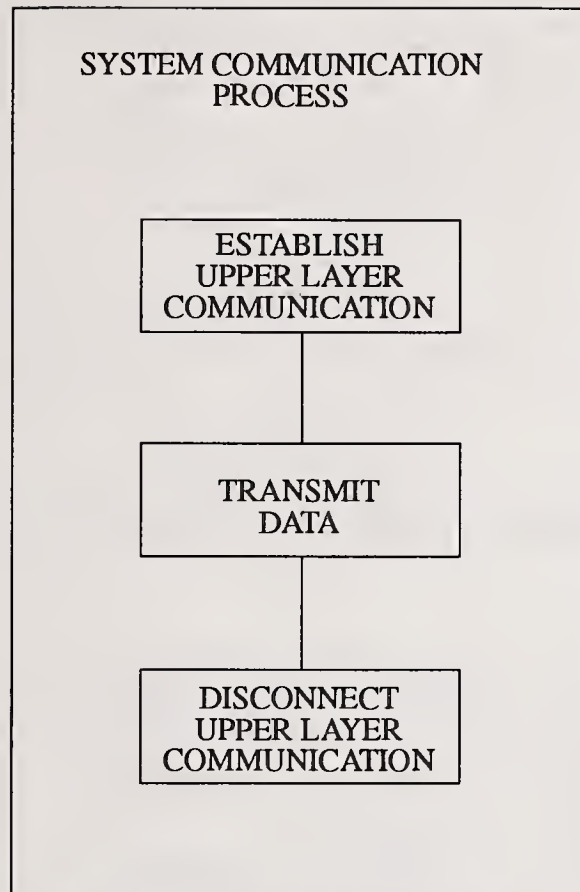 SYSTEM COMMUNICATION
PROCESS
ESTABLISH
UPPER LAYER
COMMUNICATION
TRANSMIT
DATA
DISCONNECT
UPPER LAYER
COMMUNICATION